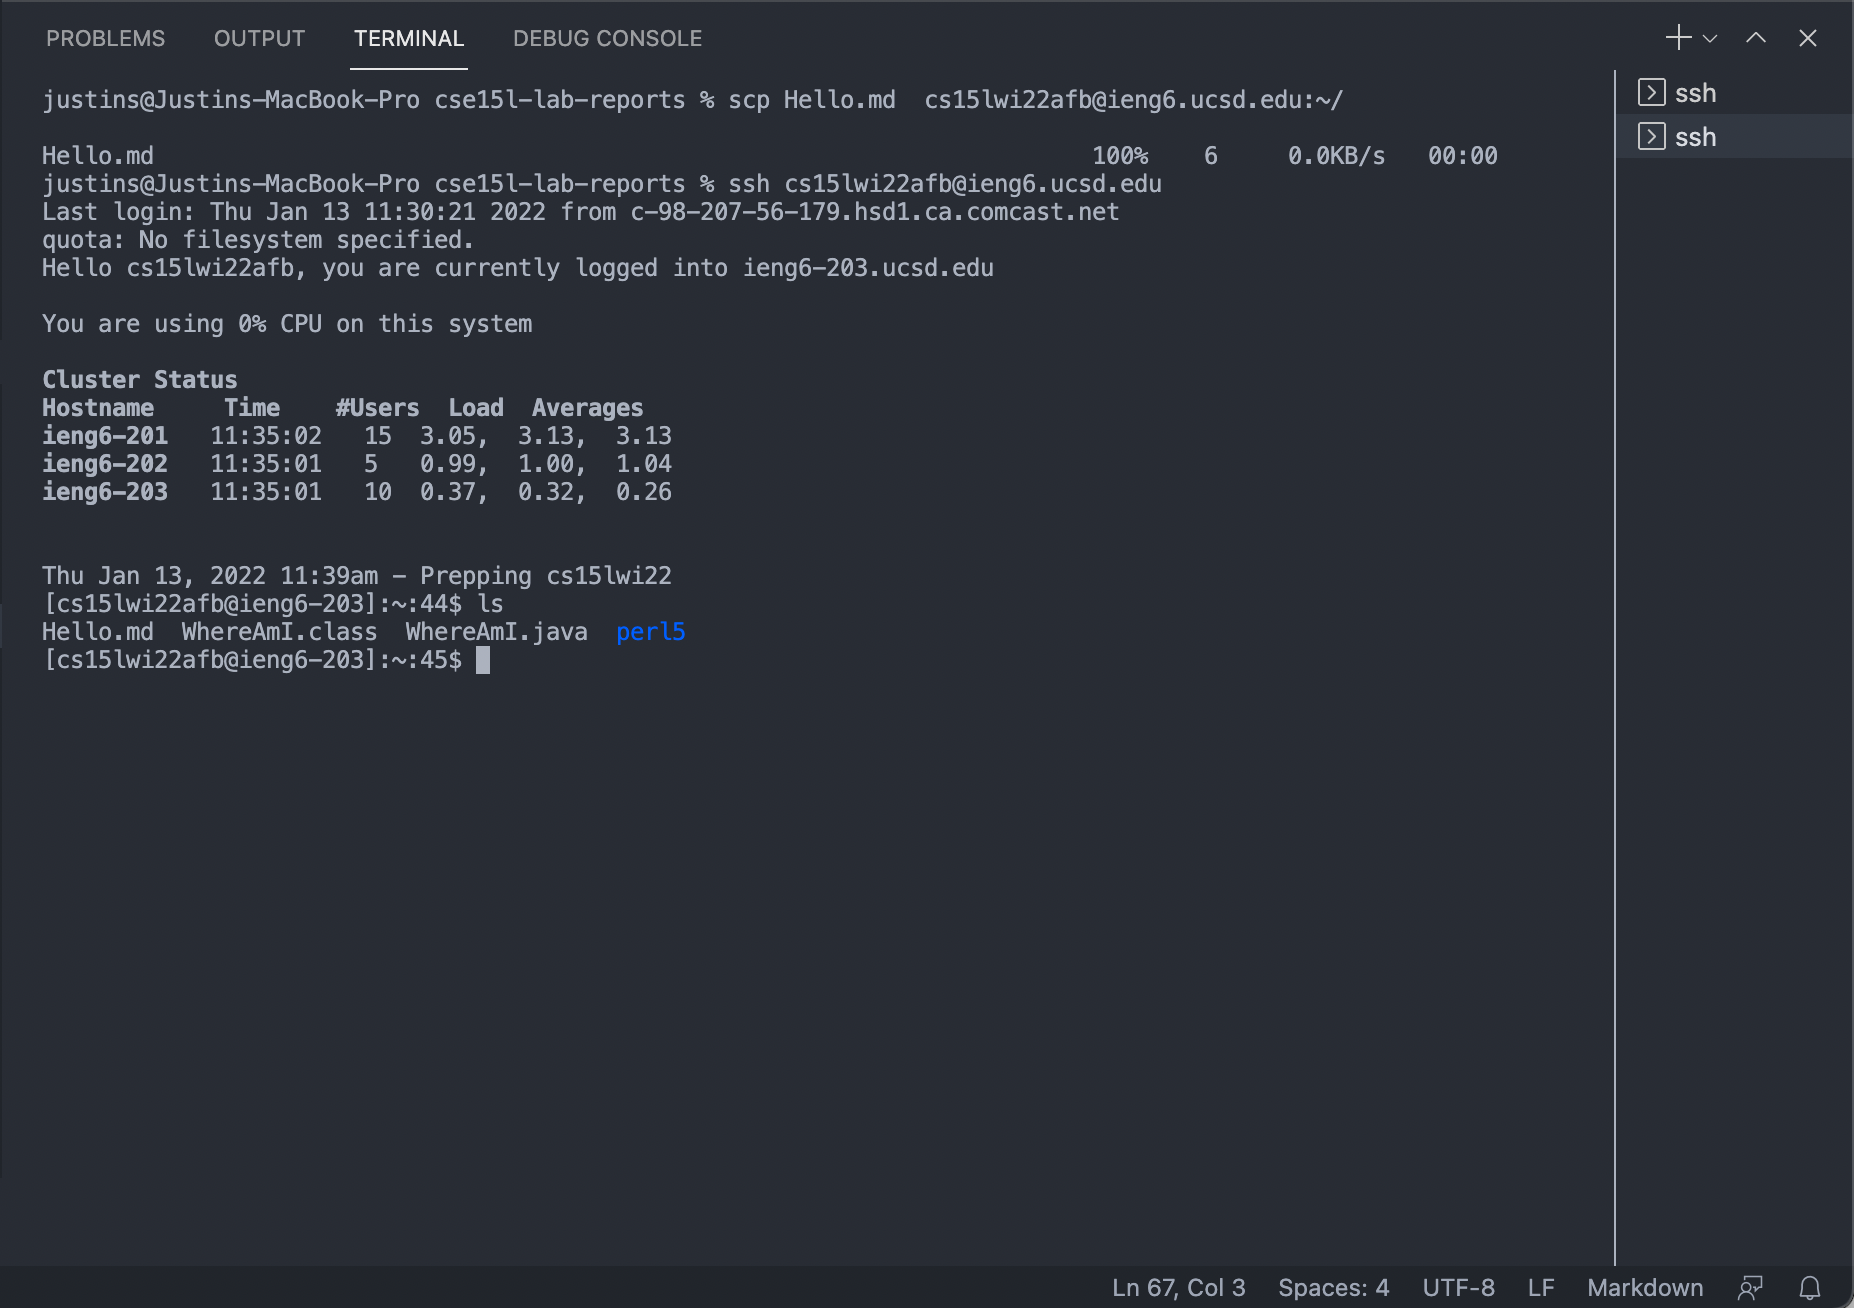 PROBLEMS OUTPUT TERMINAL DEBUG CONSOLE
justins@Justins-MacBook-Pro cse15l-lab-reports % scp Hello.md  cs15lwi22afb@ieng6.ucsd.edu:~/
Hello.md                                                                   100%    6     0.0KB/s   00:00
justins@Justins-MacBook-Pro cse15l-lab-reports % ssh cs15lwi22afb@ieng6.ucsd.edu
Last login: Thu Jan 13 11:30:21 2022 from c-98-207-56-179.hsd1.ca.comcast.net
quota: No filesystem specified.
Hello cs15lwi22afb, you are currently logged into ieng6-203.ucsd.edu
You are using 0% CPU on this system
Cluster Status
Hostname     Time    #Users  Load  Averages
ieng6-201   11:35:02   15  3.05,  3.13,  3.13
ieng6-202   11:35:01   5   0.99,  1.00,  1.04
ieng6-203   11:35:01   10  0.37,  0.32,  0.26
Thu Jan 13, 2022 11:39am - Prepping cs15lwi22
[cs15lwi22afb@ieng6-203]:~:44$ ls
Hello.md  WhereAmI.class  WhereAmI.java  perl5
[cs15lwi22afb@ieng6-203]:~:45$
ssh
ssh
Ln 67, Col 3 Spaces: 4 UTF-8 LF Markdown